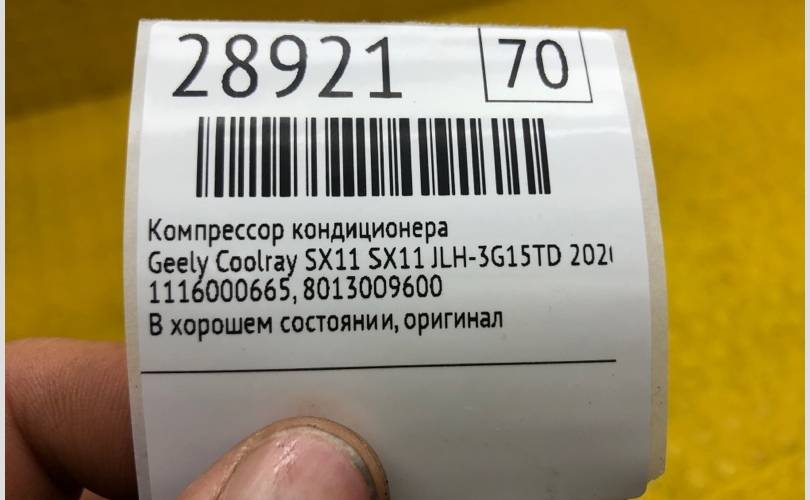 28921
70
Компрессор кондиционера
Geely Coolray SX11 SX11 JLH-3G15TD
1116000665, 8013009600
В хорошем состоянии, оригинал